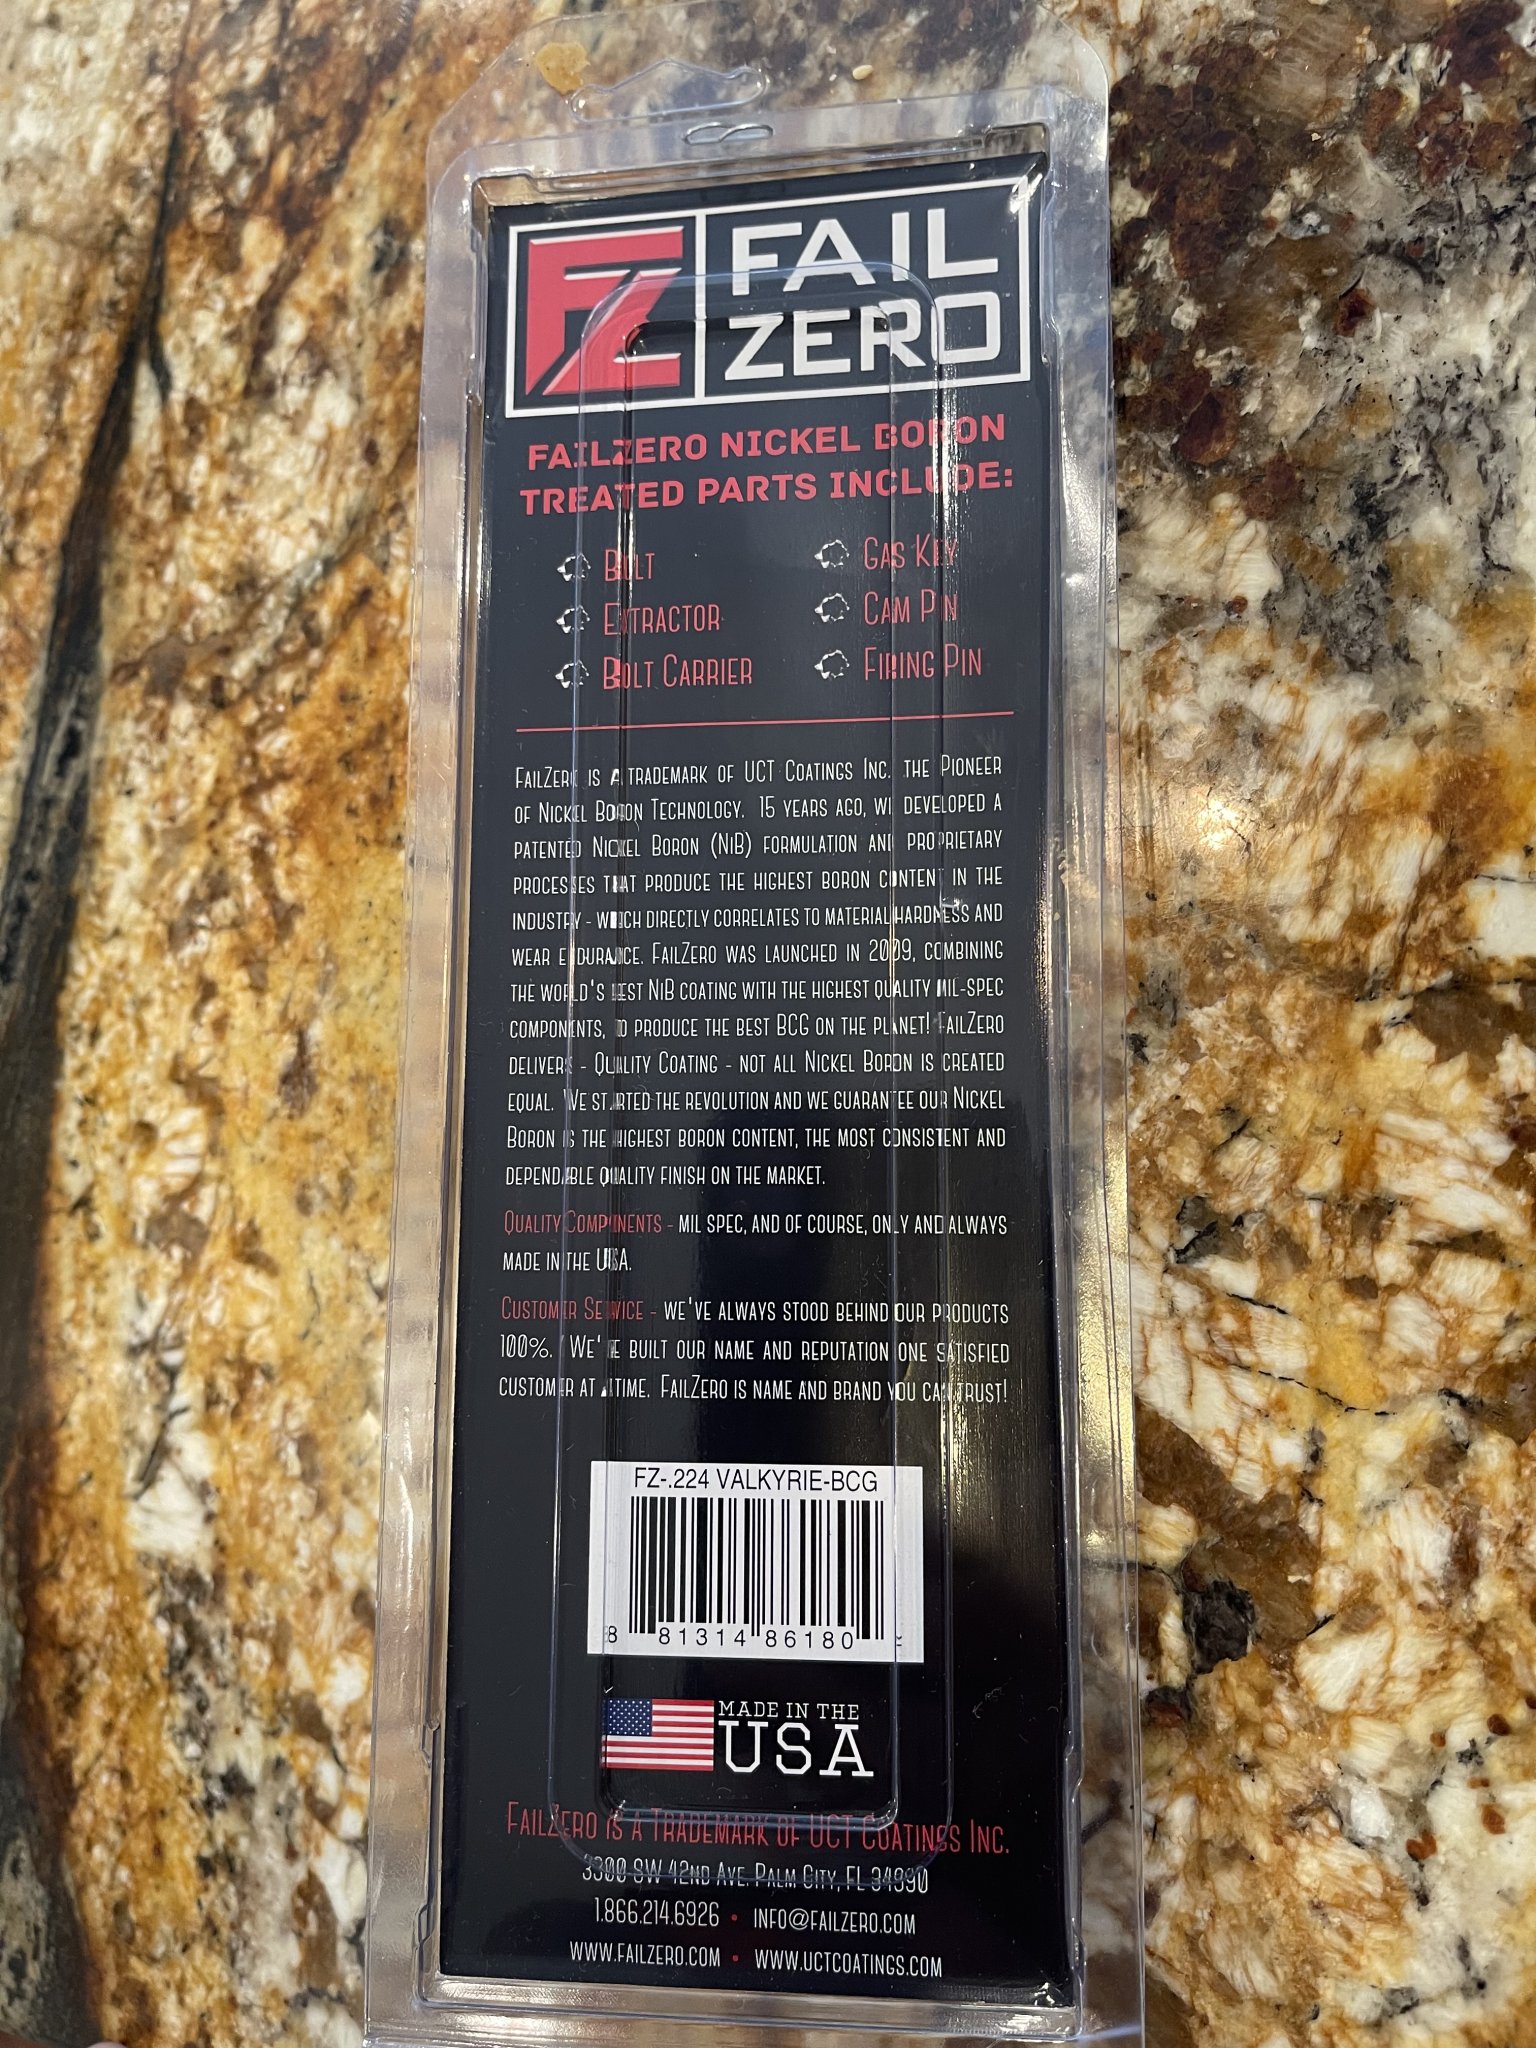 FZ
FAIL
ZERO
FAILZERO NICKEL BORON
TREATED PARTS INCLUDE:
BOLT
EXTRACTOR
BOLT CARRIER
GAS KEY
CAM PIN
FIRING PIN
FAILZERO IS A TRADEMARK OF UCT COATINGS INC. THE PIONEER
OF NICKEL BORON TECHNOLOGY. 15 YEARS AGO, WE DEVELOPED A
PATENTED NICKEL BORON (NIB) FORMULATION AND PROPRIETARY
PROCESSES THAT PRODUCE THE HIGHEST BORON CONTENT IN THE
INDUSTRY - WHICH DIRECTLY CORRELATES TO MATERIAL HARDNESS AND
WEAR ENDURANCE. FAILZERO WAS LAUNCHED IN 2009, COMBINING
THE WORLD'S BEST NIB COATING WITH THE HIGHEST QUALITY MIL-SPEC
COMPONENTS, TO PRODUCE THE BEST BCG ON THE PLANET! FAILZERO
DELIVERS - QUALITY COATING - NOT ALL NICKEL BORON IS CREATED
EQUAL. WE STARTED THE REVOLUTION AND WE GUARANTEE OUR NICKEL
BORON IS THE HIGHEST BORON CONTENT, THE MOST CONSISTENT AND
DEPENDABLE QUALITY FINISH ON THE MARKET.
QUALITY COMPONENTS - MIL SPEC, AND OF COURSE, ONLY AND ALWAYS
MADE IN THE USA.
CUSTOMER SERVICE - WE'VE ALWAYS STOOD BEHIND OUR PRODUCTS
100%. WE'VE BUILT OUR NAME AND REPUTATION ONE SATISFIED
CUSTOMER AT A TIME. FAILZERO IS NAME AND BRAND YOU CAN TRUST!
FZ-.224 VALKYRIE-BCG
8 81314 86180
MADE IN THE
USA
FAILZERO IS A TRADEMARK OF UCT COATINGS INC.
3300 SW 42ND AVE. PALM CITY, FL 34990
1.866.214.6926 • INFO@FAILZERO.COM
WWW.FAILZERO.COM • WWW.UCTCOATINGS.COM